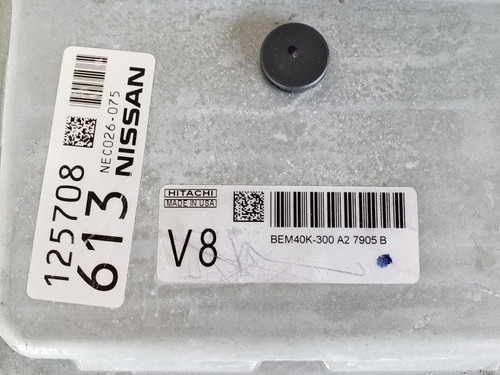 NISSAN
NEC026-075
125708
613
HITACHI
MADE IN USA
V8
BEM40K-300 A2 7905 B